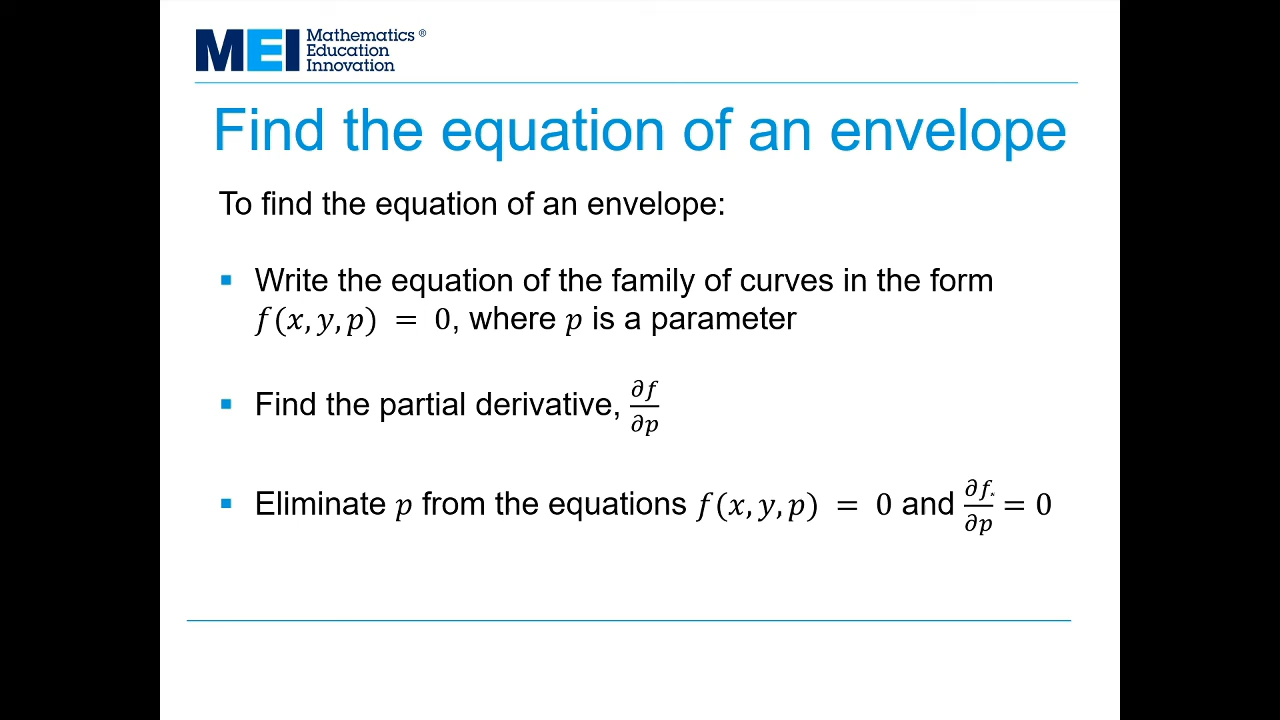 MEI Mathematics ®
Education
Innovation
Find the equation of an envelope
To find the equation of an envelope:
▪ Write the equation of the family of curves in the form
f(x, y, p) = 0, where p is a parameter
▪ Find the partial derivative, ∂f/∂p
▪ Eliminate p from the equations f(x, y, p) = 0 and ∂f/∂p = 0